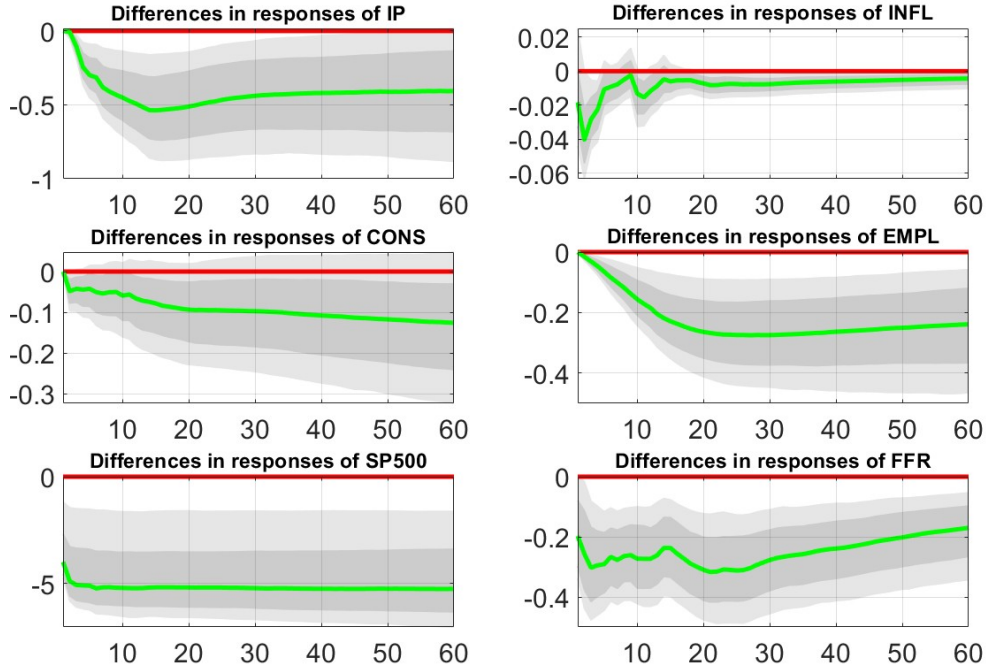 Differences in responses of IP
0
-0.5
-1
10 20 30 40 50 60
Differences in responses of INFL
0.02
0
-0.02
-0.04
-0.06
10 20 30 40 50 60
Differences in responses of CONS
0
-0.1
-0.2
-0.3
10 20 30 40 50 60
Differences in responses of EMPL
0
-0.2
-0.4
10 20 30 40 50 60
Differences in responses of SP500
0
-5
10 20 30 40 50 60
Differences in responses of FFR
0
-0.2
-0.4
10 20 30 40 50 60